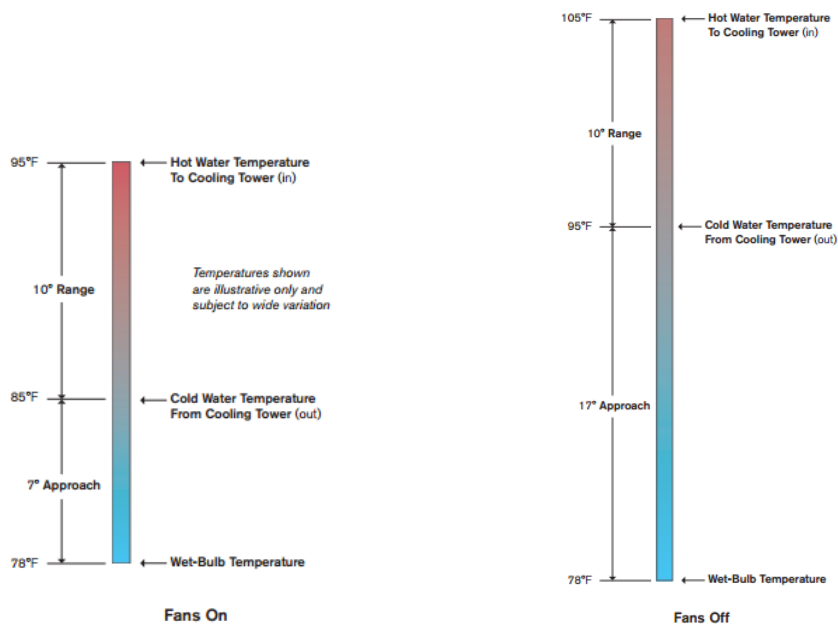 95°F
Hot Water Temperature
To Cooling Tower (in)
10° Range
Temperatures shown
are illustrative only and
subject to wide variation
85°F
Cold Water Temperature
From Cooling Tower (out)
7° Approach
78°F
Wet-Bulb Temperature
Fans On
105°F
Hot Water Temperature
To Cooling Tower (in)
10° Range
95°F
Cold Water Temperature
From Cooling Tower (out)
17° Approach
78°F
Wet-Bulb Temperature
Fans Off